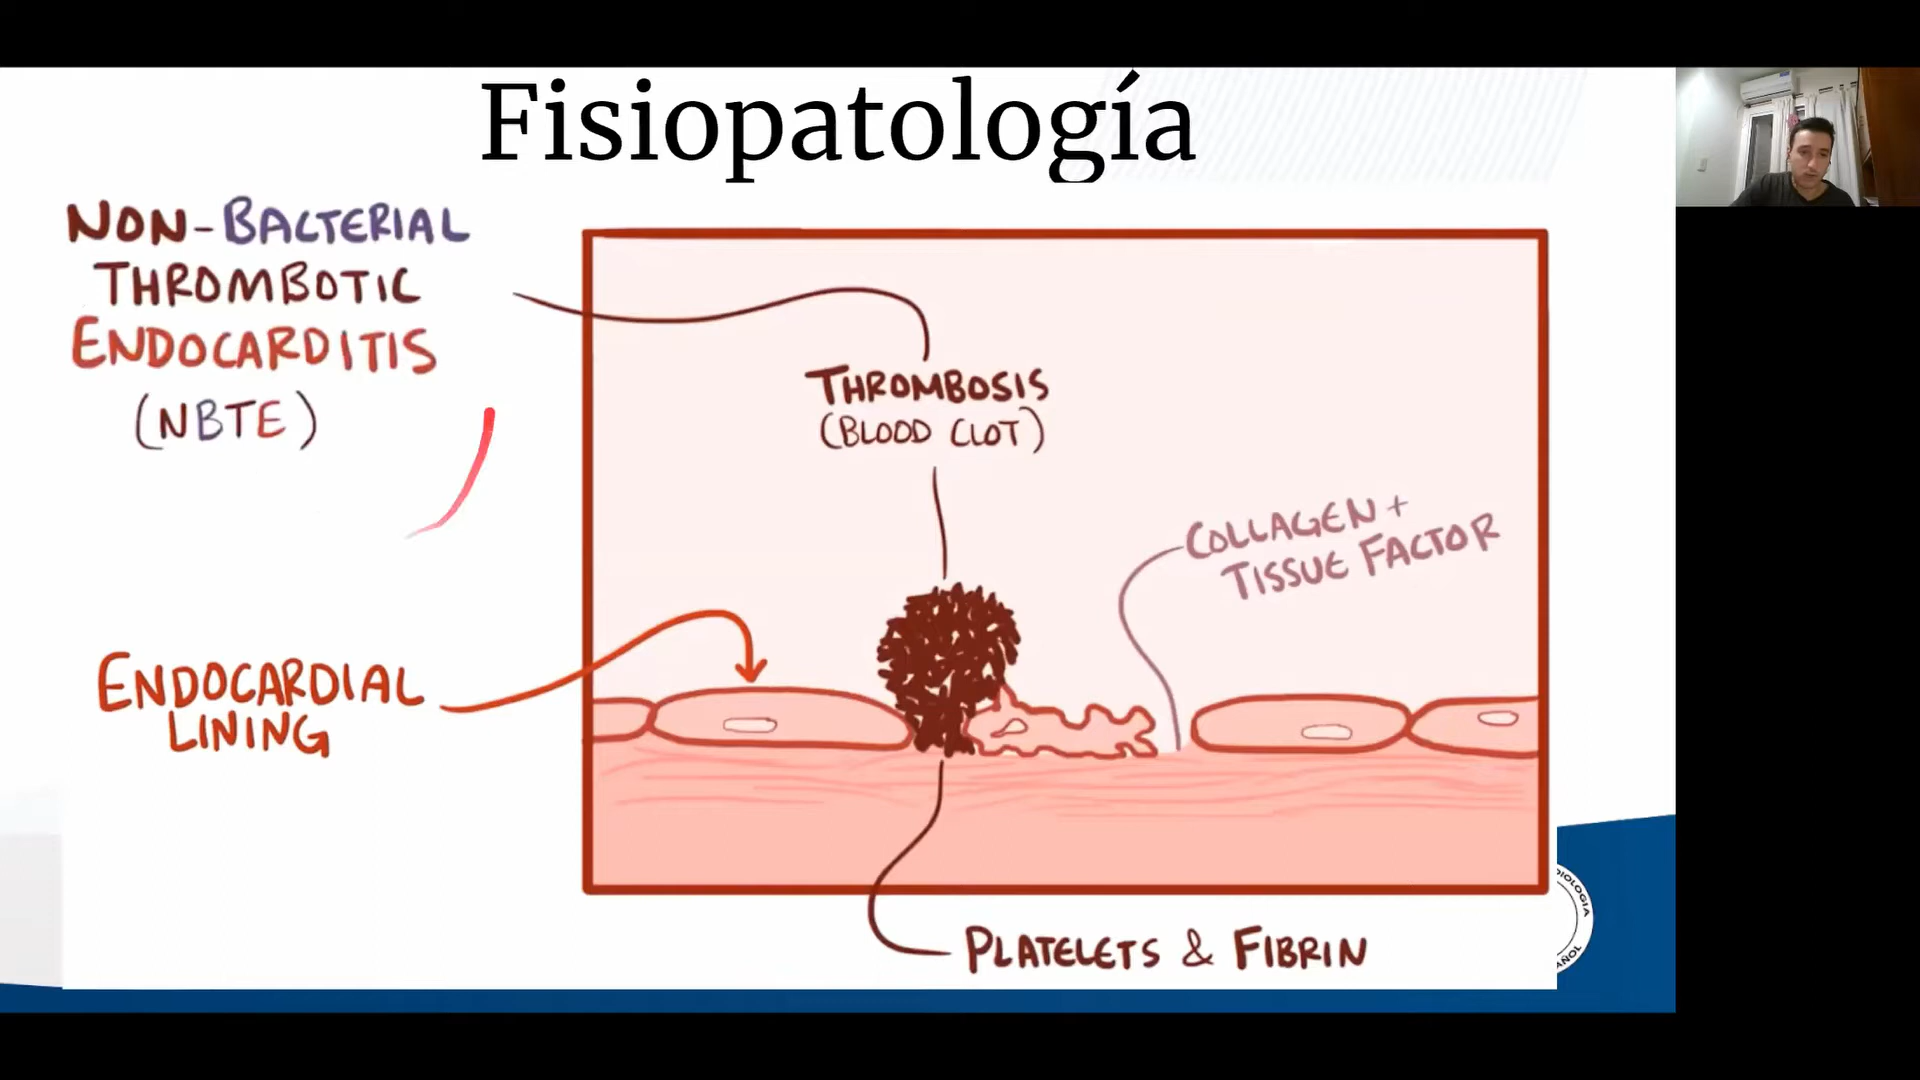 Fisiopatología
NON-BACTERIAL
THROMBOTIC
ENDOCARDITIS
(NBTE)
THROMBOSIS
(BLOOD CLOT)
COLLAGEN +
TISSUE FACTOR
ENDOCARDIAL
LINING
PLATELETS & FIBRIN